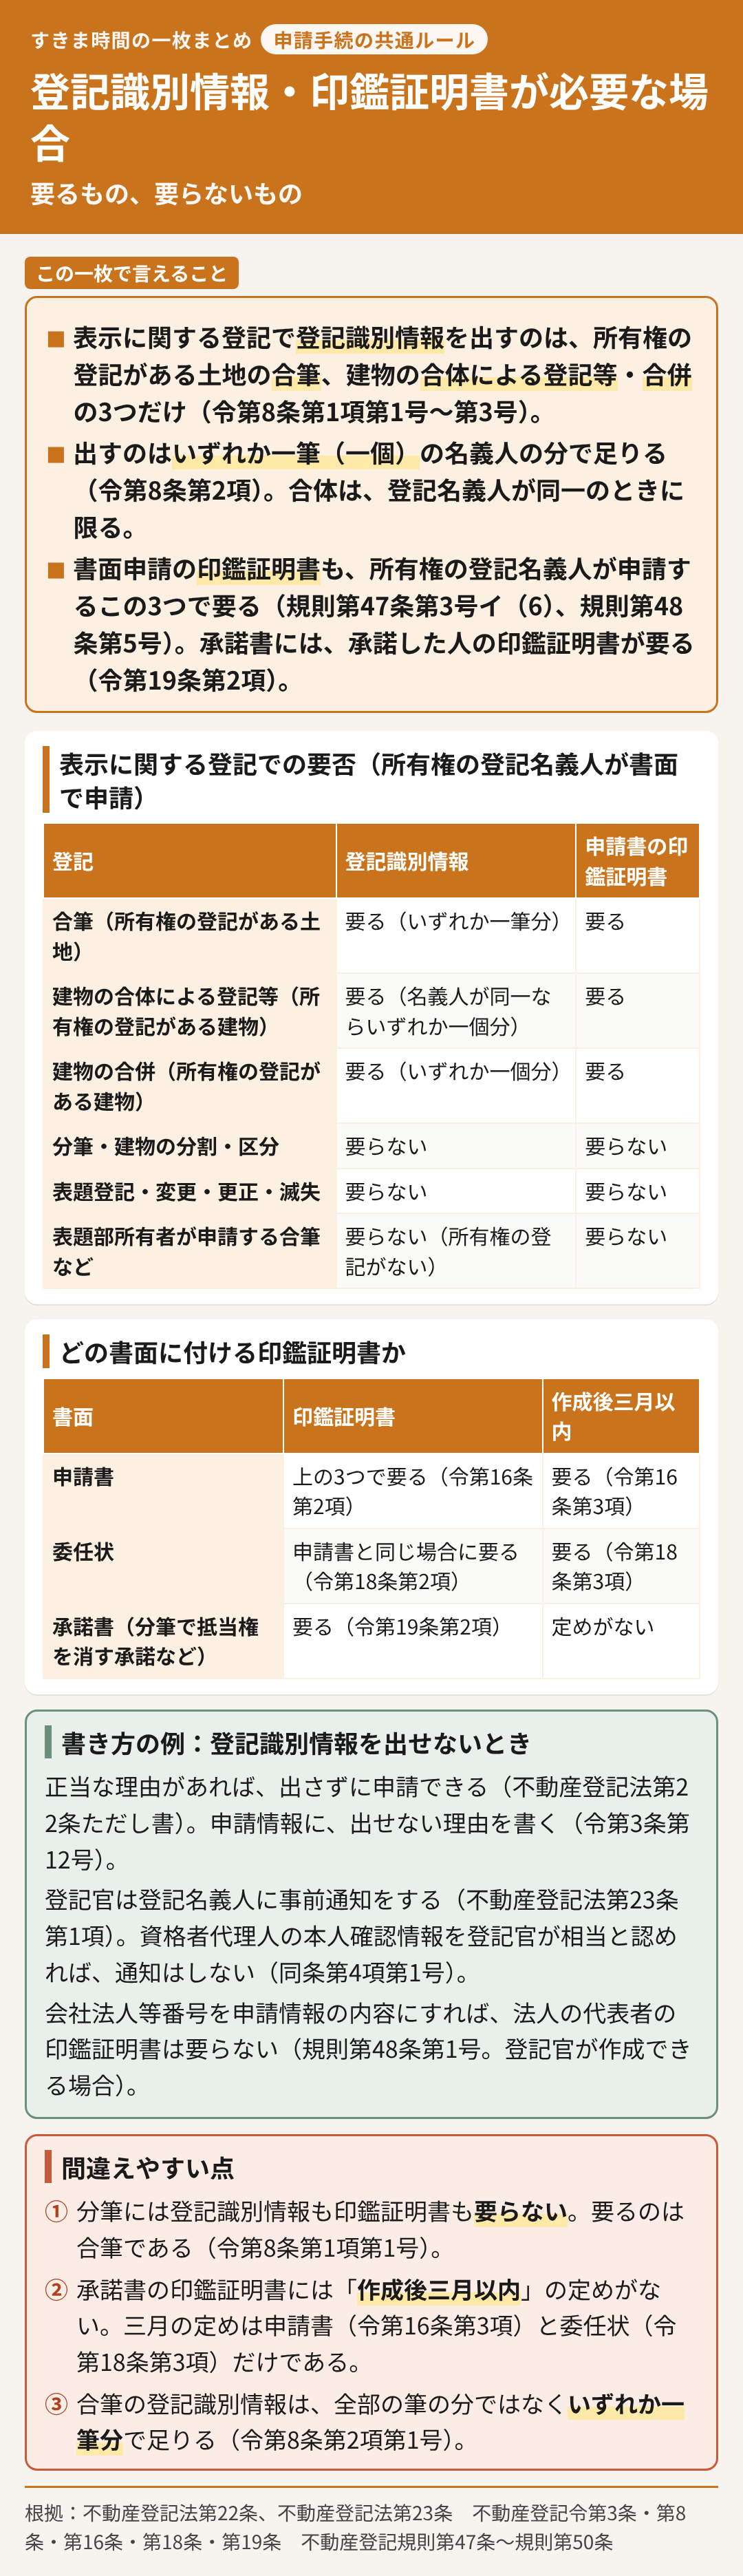 すきま時間の一枚まとめ 申請手続の共通ルール
登記識別情報・印鑑証明書が必要な場
合
要るもの、要らないもの
この一枚で言えること
■ 表示に関する登記で登記識別情報を出すのは、所有権の
登記がある土地の合筆、建物の合体による登記等・合併
の3つだけ（令第8条第1項第1号〜第3号）。
■ 出すのはいずれか一筆（一個）の名義人の分で足りる
（令第8条第2項）。合体は、登記名義人が同一のときに
限る。
■ 書面申請の印鑑証明書も、所有権の登記名義人が申請す
るこの3つで要る（規則第47条第3号イ（6）、規則第48
条第5号）。承諾書には、承諾した人の印鑑証明書が要る
（令第19条第2項）。
表示に関する登記での要否（所有権の登記名義人が書面
で申請）
登記 登記識別情報 申請書の印
鑑証明書
合筆（所有権の登記がある土 要る（いずれか一筆分） 要る
地）
建物の合体による登記等（所 要る（名義人が同一な 要る
有権の登記がある建物） らいずれか一個分）
建物の合併（所有権の登記が 要る（いずれか一個分） 要る
ある建物）
分筆・建物の分割・区分 要らない 要らない
表題登記・変更・更正・滅失 要らない 要らない
表題部所有者が申請する合筆 要らない（所有権の登 要らない
など 記がない）
どの書面に付ける印鑑証明書か
書面 印鑑証明書 作成後三月以
内
申請書 上の3つで要る（令第16条 要る（令第16
第2項） 条第3項）
委任状 申請書と同じ場合に要る 要る（令第18
（令第18条第2項） 条第3項）
承諾書（分筆で抵当権 要る（令第19条第2項） 定めがない
を消す承諾など）
書き方の例：登記識別情報を出せないとき
正当な理由があれば、出さずに申請できる（不動産登記法第2
2条ただし書）。申請情報に、出せない理由を書く（令第3条第
12号）。
登記官は登記名義人に事前通知をする（不動産登記法第23条
第1項）。資格者代理人の本人確認情報を登記官が相当と認め
れば、通知はしない（同条第4項第1号）。
会社法人等番号を申請情報の内容にすれば、法人の代表者の
印鑑証明書は要らない（規則第48条第1号。登記官が作成でき
る場合）。
間違えやすい点
① 分筆には登記識別情報も印鑑証明書も要らない。要るのは
合筆である（令第8条第1項第1号）。
② 承諾書の印鑑証明書には「作成後三月以内」の定めがな
い。三月の定めは申請書（令第16条第3項）と委任状（令
第18条第3項）だけである。
③ 合筆の登記識別情報は、全部の筆の分ではなくいずれか一
筆分で足りる（令第8条第2項第1号）。
根拠：不動産登記法第22条、不動産登記法第23条　不動産登記令第3条・第8
条・第16条・第18条・第19条　不動産登記規則第47条〜規則第50条